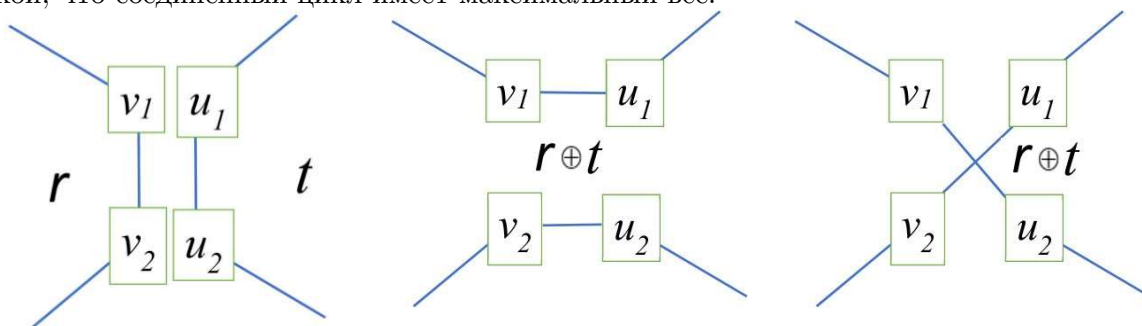 что соединенный цикл имеет максимальный вес.
v1 u1 v1 u1 v1 u1
r t r⊕t r⊕t
v2 u2 v2 u2 v2 u2